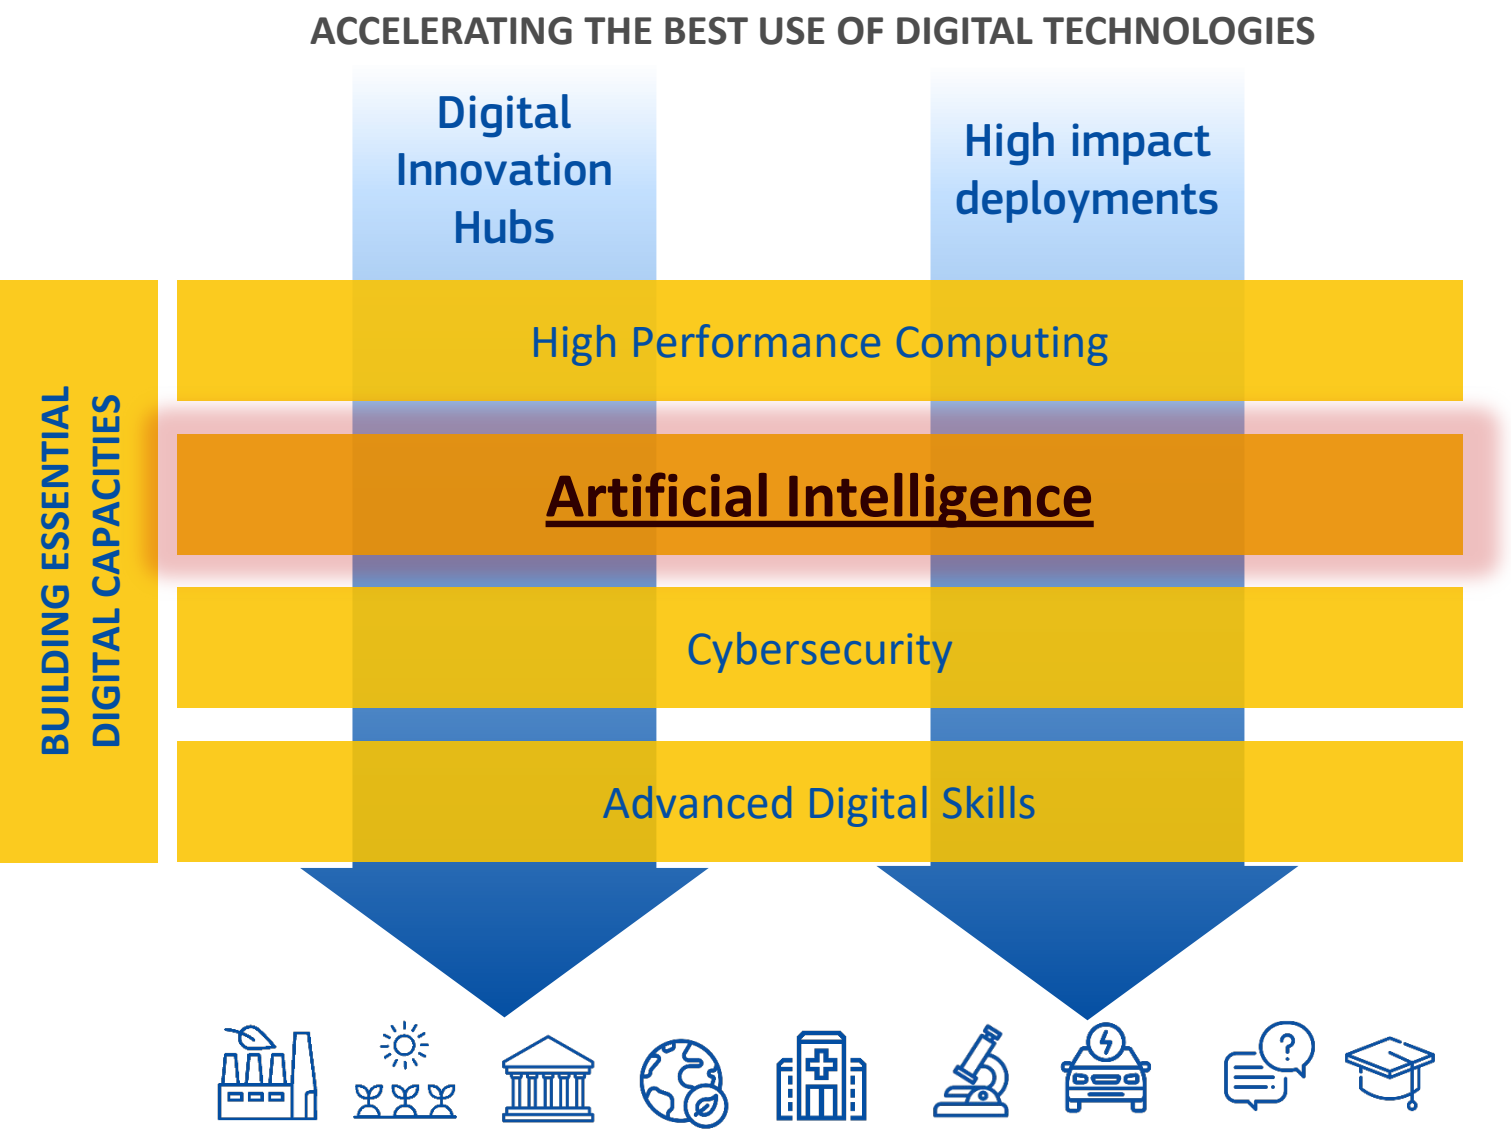 ACCELERATING THE BEST USE OF DIGITAL TECHNOLOGIES
Digital
Innovation
Hubs
High impact
deployments
BUILDING ESSENTIAL
DIGITAL CAPACITIES
High Performance Computing
Artificial Intelligence
Cybersecurity
Advanced Digital Skills
?